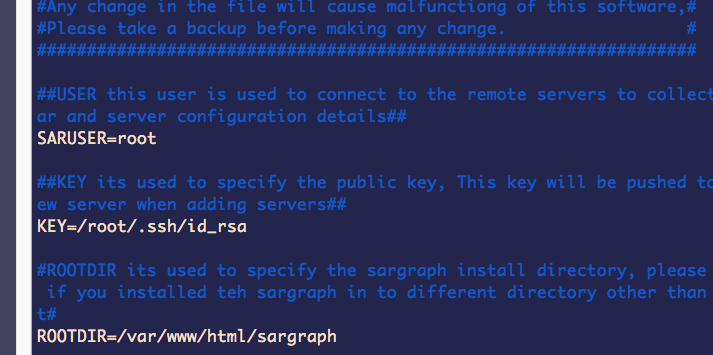 #Any change in the file will cause malfunctiong of this software,#
#Please take a backup before making any change. #
##################################################################
##USER this user is used to connect to the remote servers to collect
ar and server configuration details##
SARUSER=root
##KEY its used to specify the public key, This key will be pushed to
ew server when adding servers##
KEY=/root/.ssh/id_rsa
#ROOTDIR its used to specify the sargraph install directory, please
if you installed teh sargraph in to different directory other than
t#
ROOTDIR=/var/www/html/sargraph